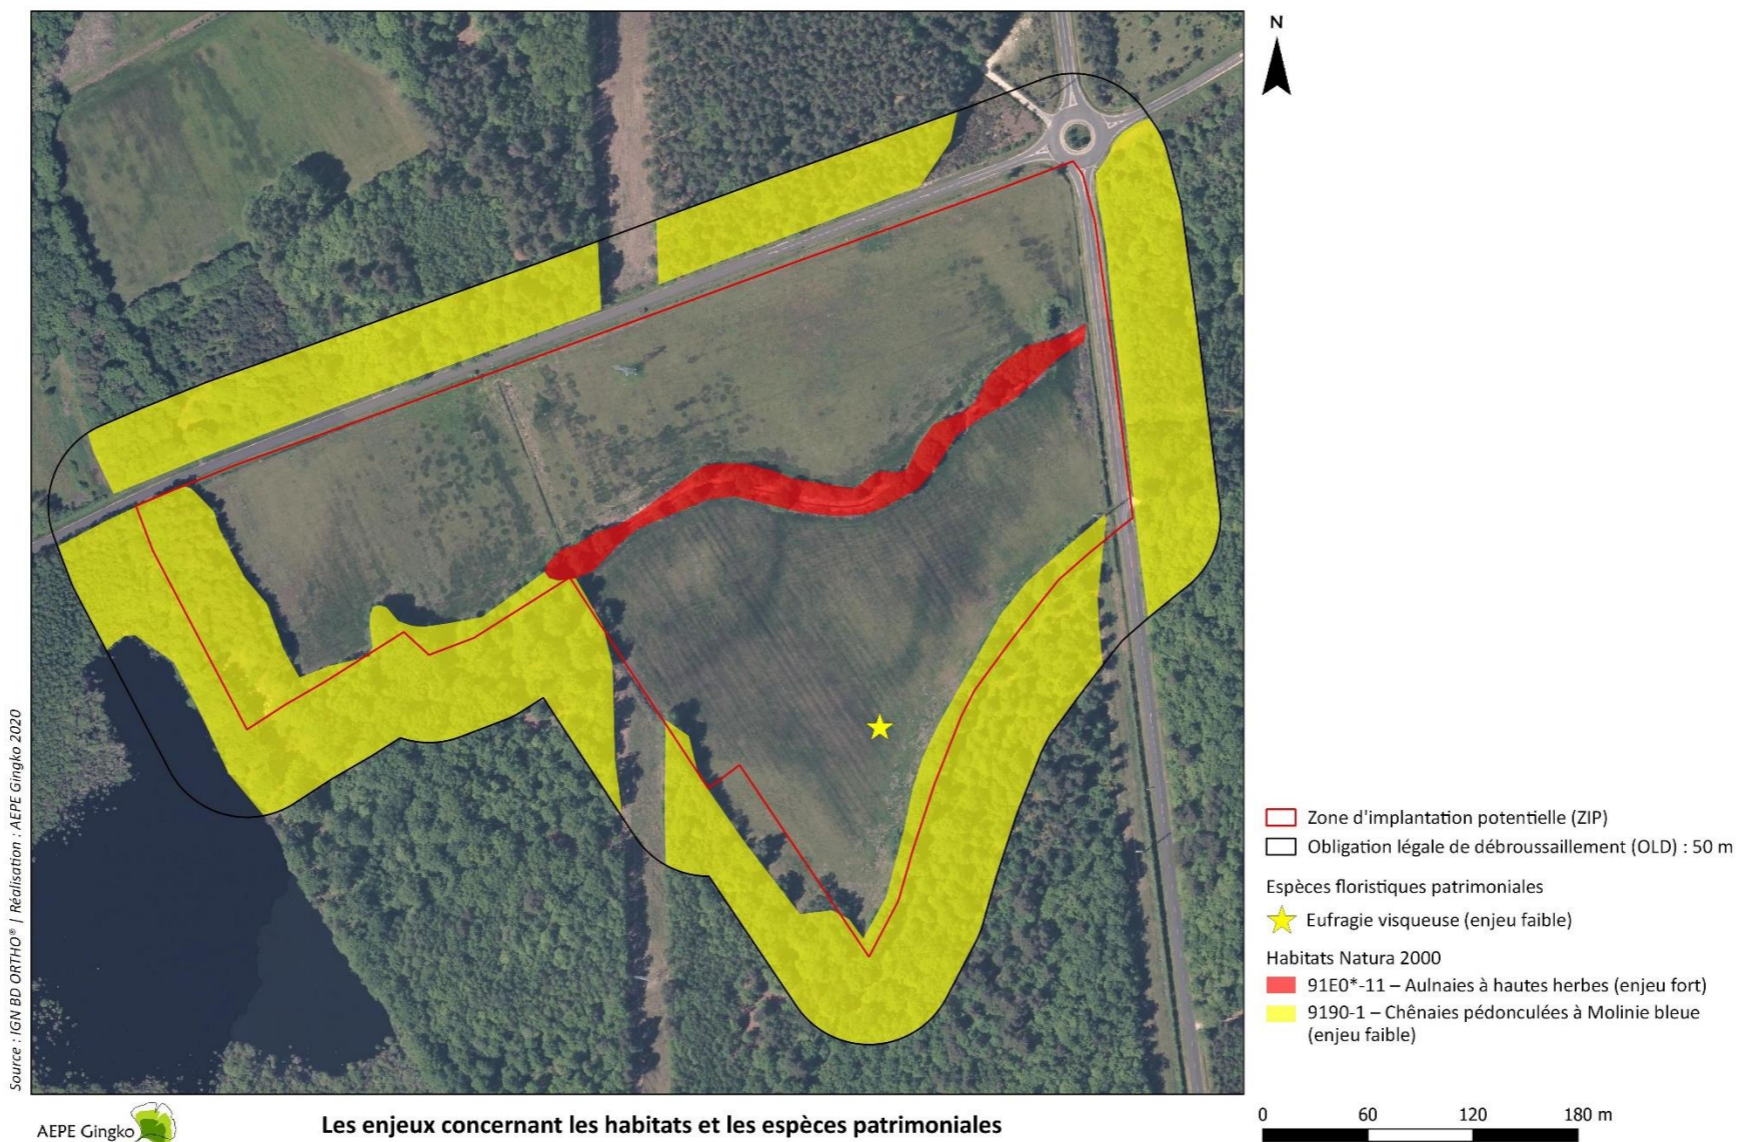 N
Zone d'implantation potentielle (ZIP)
Obligation légale de débroussaillement (OLD) : 50 m
Espèces floristiques patrimoniales
Eufragie visqueuse (enjeu faible)
Habitats Natura 2000
91E0*-11 – Aulnaies à hautes herbes (enjeu fort)
9190-1 – Chênaies pédonculées à Molinie bleue
(enjeu faible)
Source : IGN BD ORTHO® | Réalisation : AEPE Gingko 2020
AEPE Gingko
Les enjeux concernant les habitats et les espèces patrimoniales
0 60 120 180 m